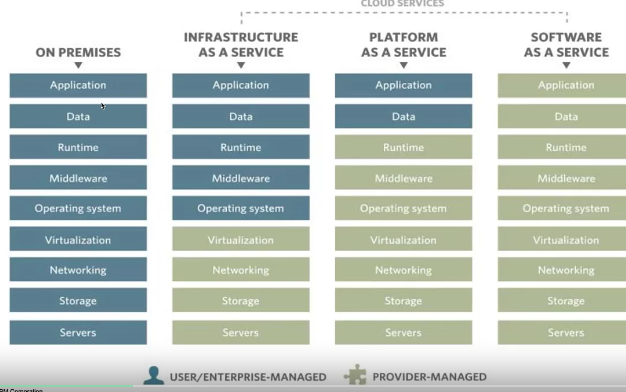 CLOUD SERVICES
ON PREMISES
INFRASTRUCTURE
AS A SERVICE
PLATFORM
AS A SERVICE
SOFTWARE
AS A SERVICE
Application Application Application Application
Data Data Data Data
Runtime Runtime Runtime Runtime
Middleware Middleware Middleware Middleware
Operating system Operating system Operating system Operating system
Virtualization Virtualization Virtualization Virtualization
Networking Networking Networking Networking
Storage Storage Storage Storage
Servers Servers Servers Servers
USER/ENTERPRISE-MANAGED PROVIDER-MANAGED
Corporation